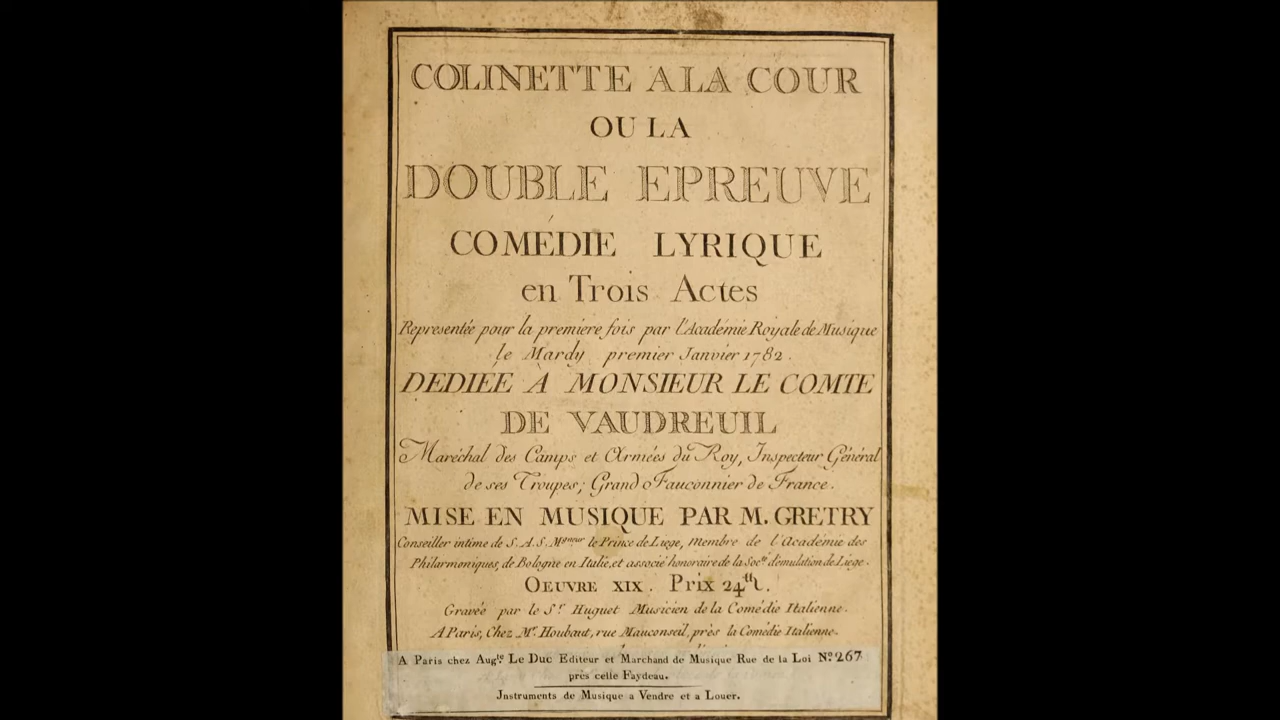 COLINETTE A LA COUR
OU LA
DOUBLE EPREUVE
COMÉDIE LYRIQUE
en Trois Actes
Representée pour la premiere fois par l'Académie Royale de Musique
le Mardy premier Janvier 1782.
DEDIÉE À MONSIEUR LE COMTE
DE VAUDREUIL
Maréchal des Camps et Armées du Roy, Inspecteur Général
de ses Troupes; Grand Fauconnier de France.
MISE EN MUSIQUE PAR M. GRETRY
Conseiller intime de S. A. S. Mgneur le Prince de Liege, Membre de l'Académie des
Philarmoniques, de Bologne en Italie, et associé honoraire de la Socté d'émulation de Liege.
OEUVRE XIX. Prix 24tt.
Gravée par le Sr Huguet Musicien de la Comédie Italienne.
A Paris, Chez Mr. Houbaut, rue Mauconseil, près la Comédie Italienne.
A Paris chez Augte. Le Duc Editeur et Marchand de Musique Rue de la Loi No. 267
près celle Faydeau.
Instruments de Musique a Vendre et a Louer.